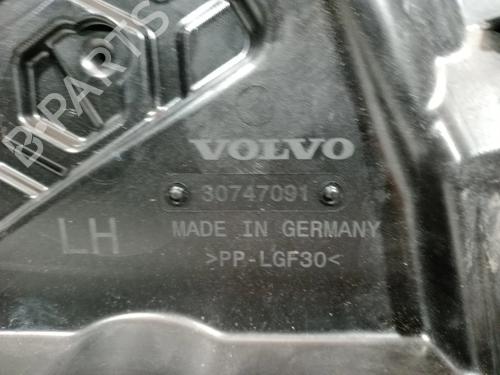 BPARTS
VOLVO
30747091
LH
MADE IN GERMANY
>PP-LGF30<